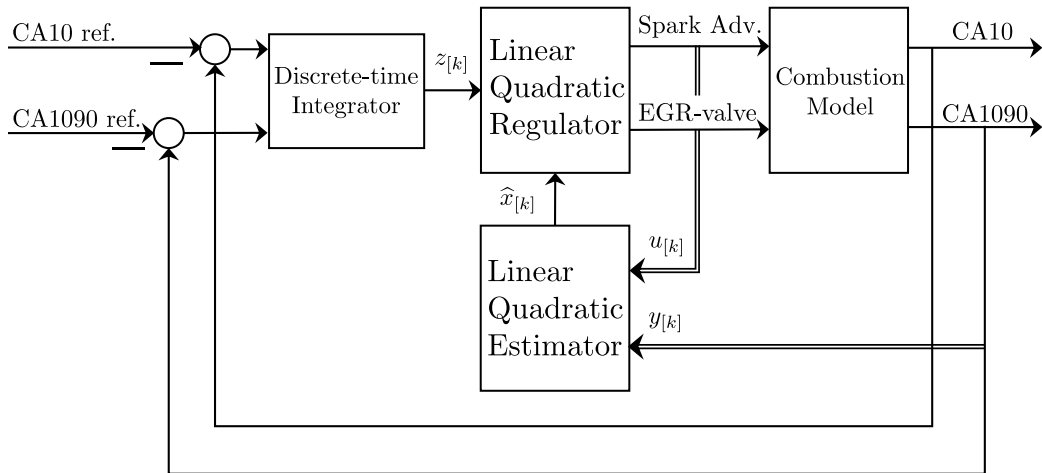 CA10 ref.
CA1090 ref.
Discrete-time
Integrator
z[k]
Linear
Quadratic
Regulator
Spark Adv.
EGR-valve
Combustion
Model
CA10
CA1090
x̂[k]
u[k]
Linear
Quadratic
Estimator
y[k]